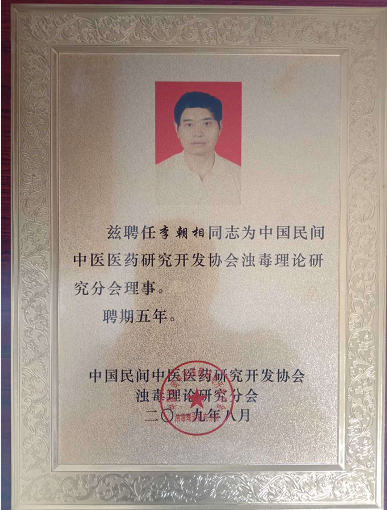 兹聘任李朝相同志为中国民间
中医医药研究开发协会浊毒理论研
究分会理事。
聘期五年。
中国民间中医医药研究开发协会
浊毒理论研究分会
二〇一九年八月